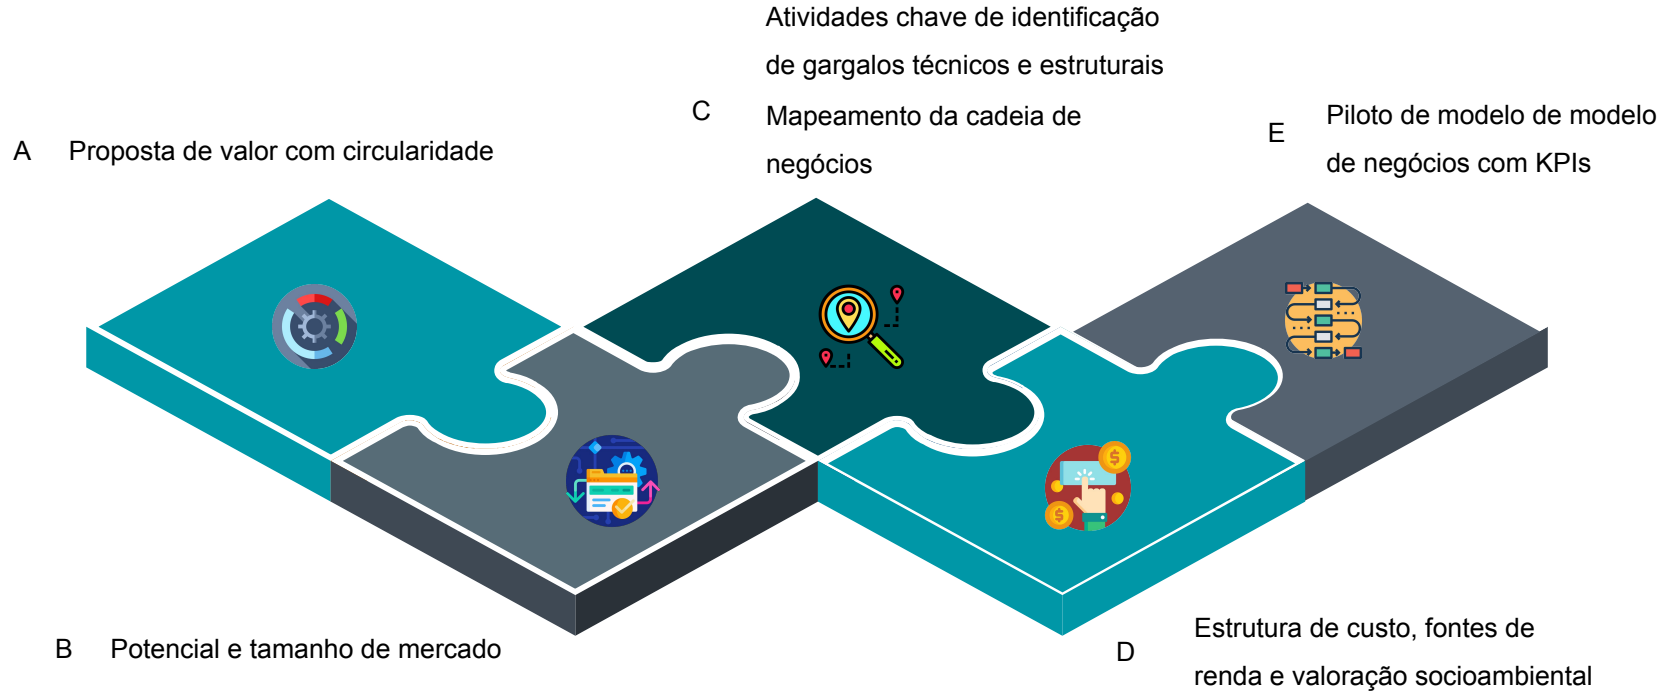 A Proposta de valor com circularidade
C
Atividades chave de identificação
de gargalos técnicos e estruturais
Mapeamento da cadeia de
negócios
E
Piloto de modelo de modelo
de negócios com KPIs
B Potencial e tamanho de mercado
D
Estrutura de custo, fontes de
renda e valoração socioambiental